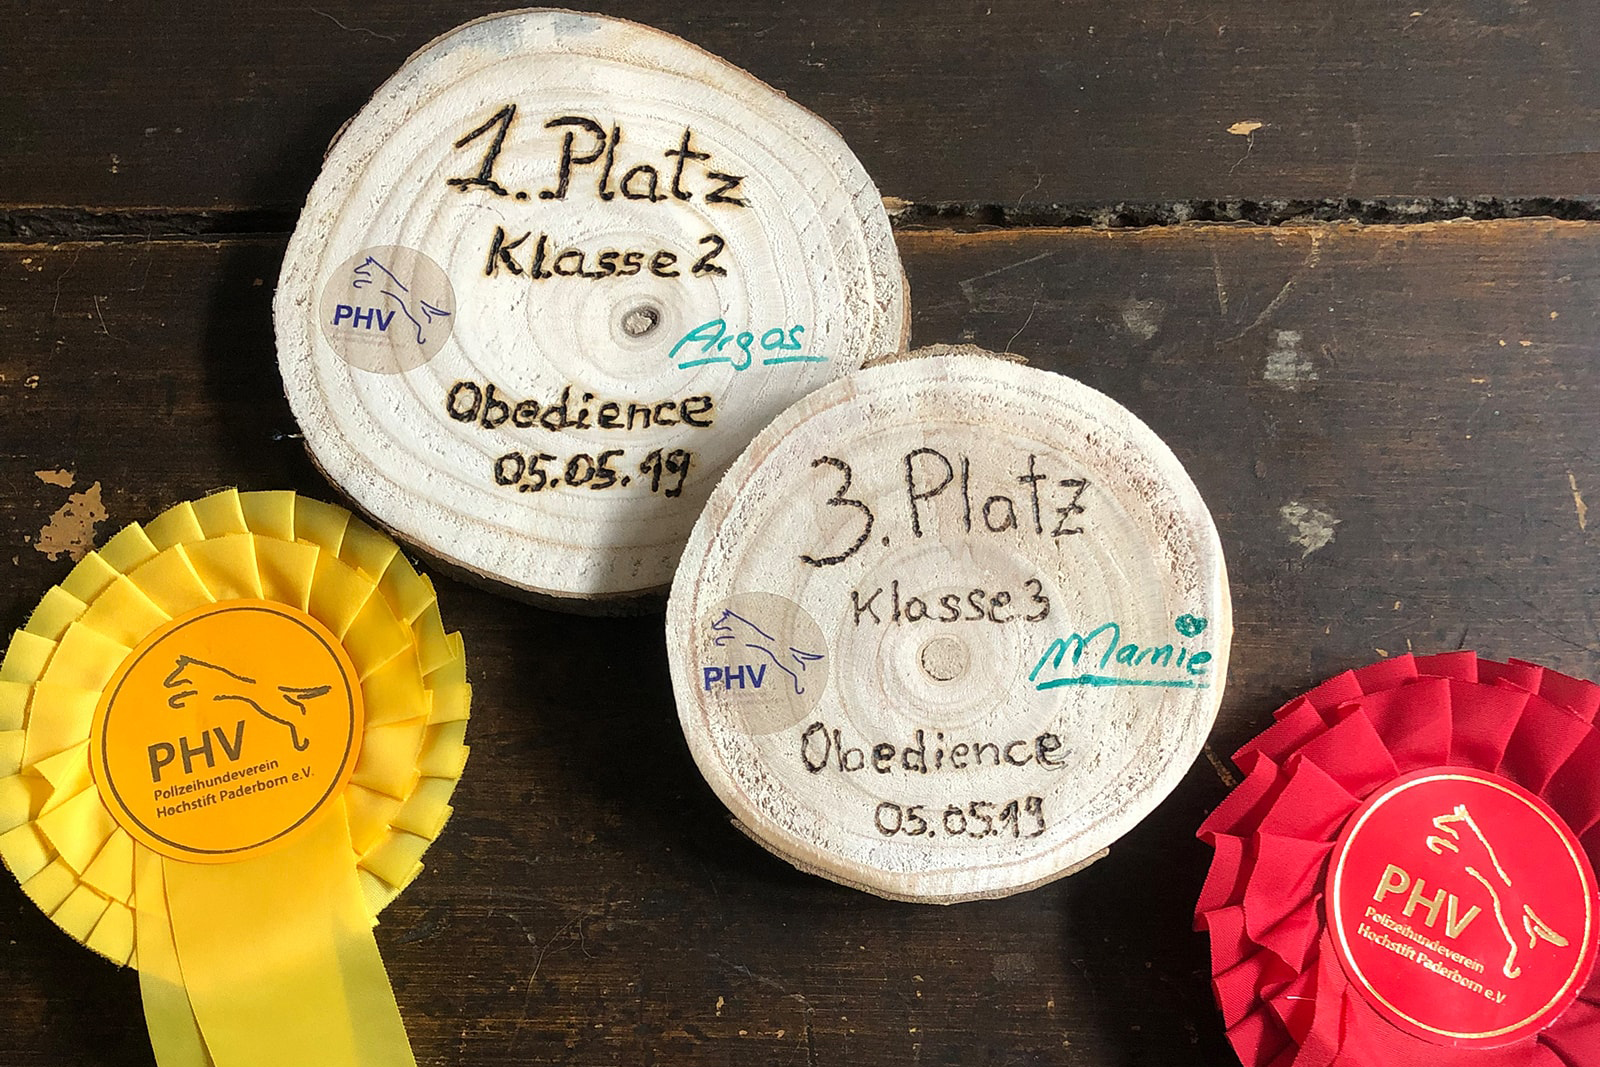 1. Platz
Klasse 2
PHV
Argos
Obedience
05.05.19
3. Platz
Klasse 3
PHV
Mamie
Obedience
05.05.19
PHV
Polizeihundeverein
Hochstift Paderborn e.V.
PHV
Polizeihundeverein
Hochstift Paderborn e.V